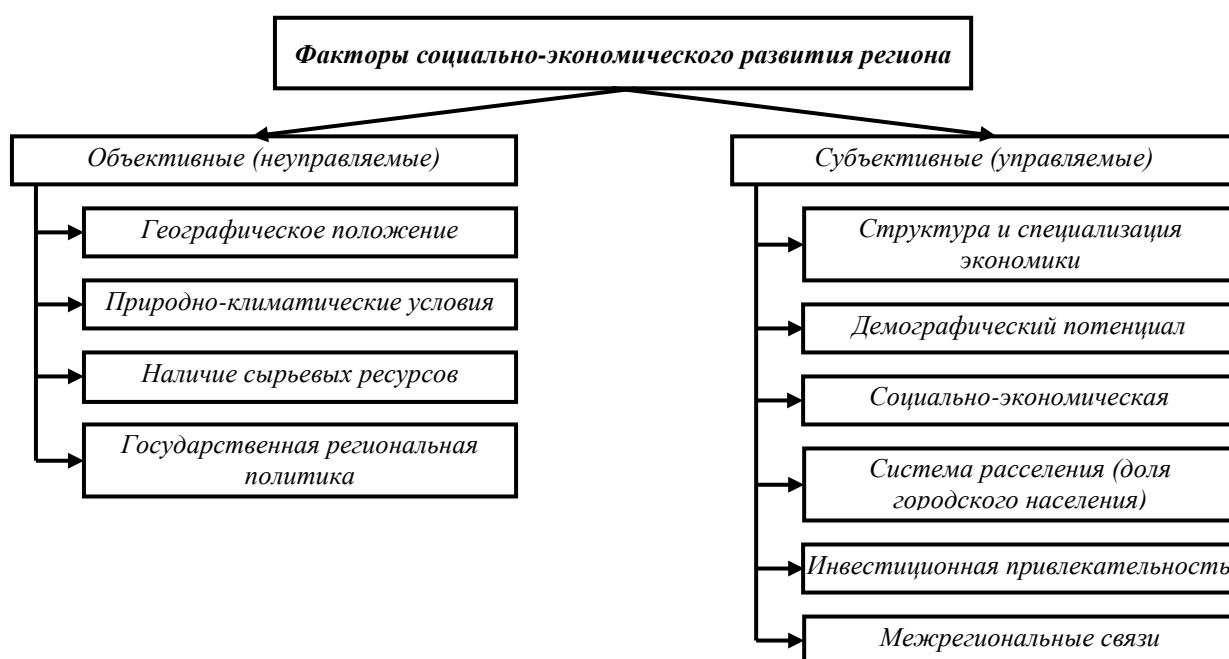 Факторы социально-экономического развития региона
Объективные (неуправляемые)
Географическое положение
Природно-климатические условия
Наличие сырьевых ресурсов
Государственная региональная
политика
Субъективные (управляемые)
Структура и специализация
экономики
Демографический потенциал
Социально-экономическая
Система расселения (доля
городского населения)
Инвестиционная привлекательность
Межрегиональные связи